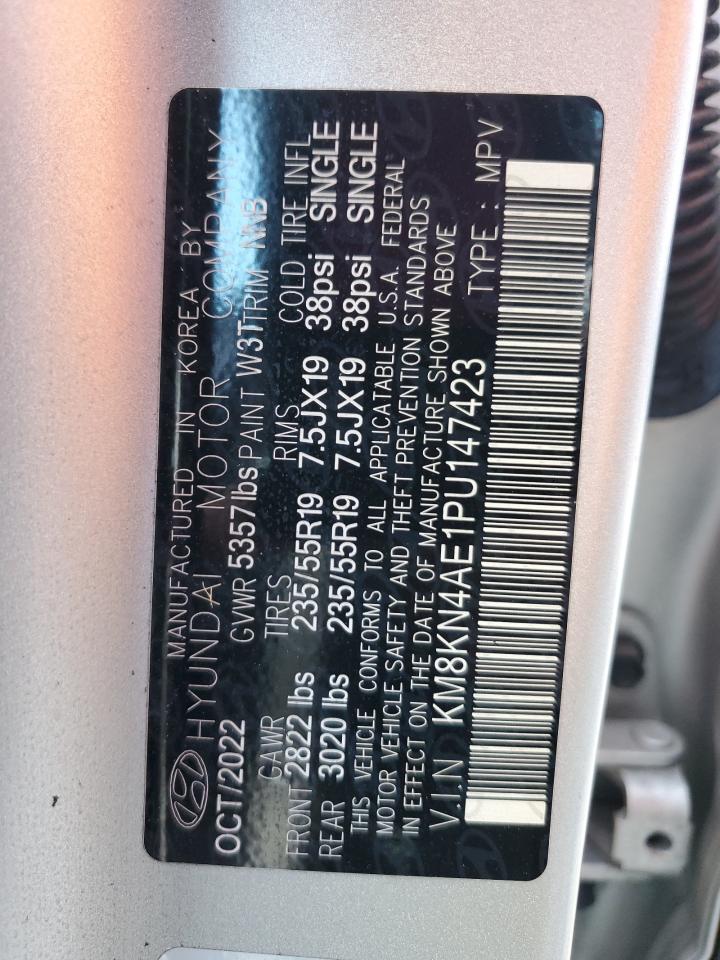 MANUFACTURED IN KOREA BY
HYUNDAI MOTOR COMPANY
OCT/2022 GVWR 5357lbs PAINT W3T TRIM NNB
GAWR TIRES RIMS COLD TIRE INFL
FRONT 2822 lbs 235/55R19 7.5JX19 38psi SINGLE
REAR 3020 lbs 235/55R19 7.5JX19 38psi SINGLE
THIS VEHICLE CONFORMS TO ALL APPLICATABLE U.S.A. FEDERAL
MOTOR VEHICLE SAFETY AND THEFT PREVENTION STANDARDS
IN EFFECT ON THE DATE OF MANUFACTURE SHOWN ABOVE
V.I.N KM8KN4AE1PU147423 TYPE : MPV